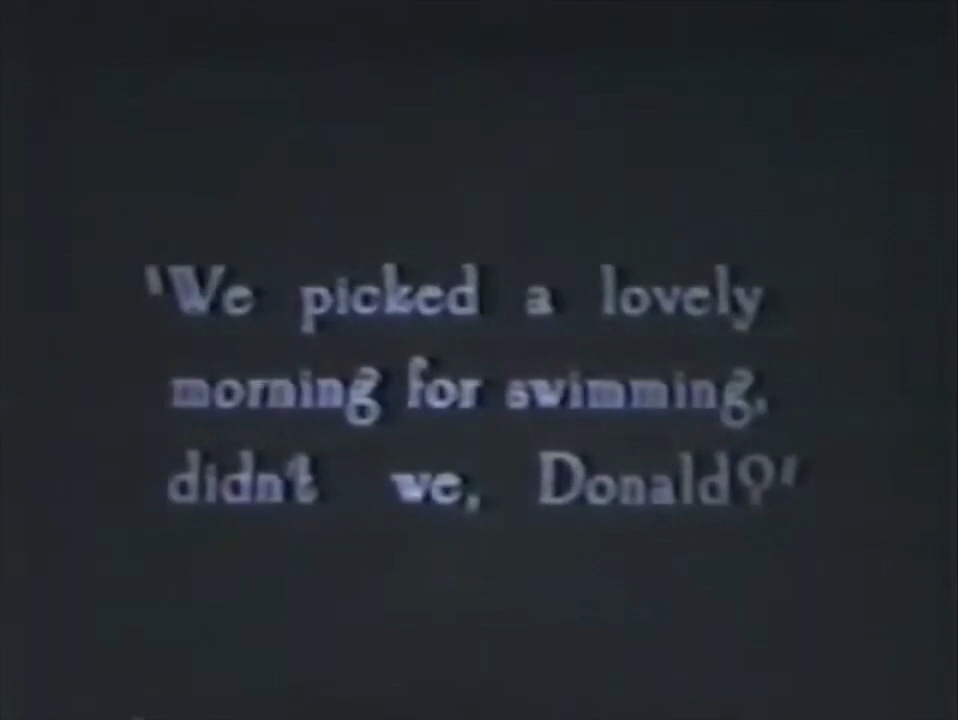 "We picked a lovely
morning for swimming,
didn't we, Donald?"